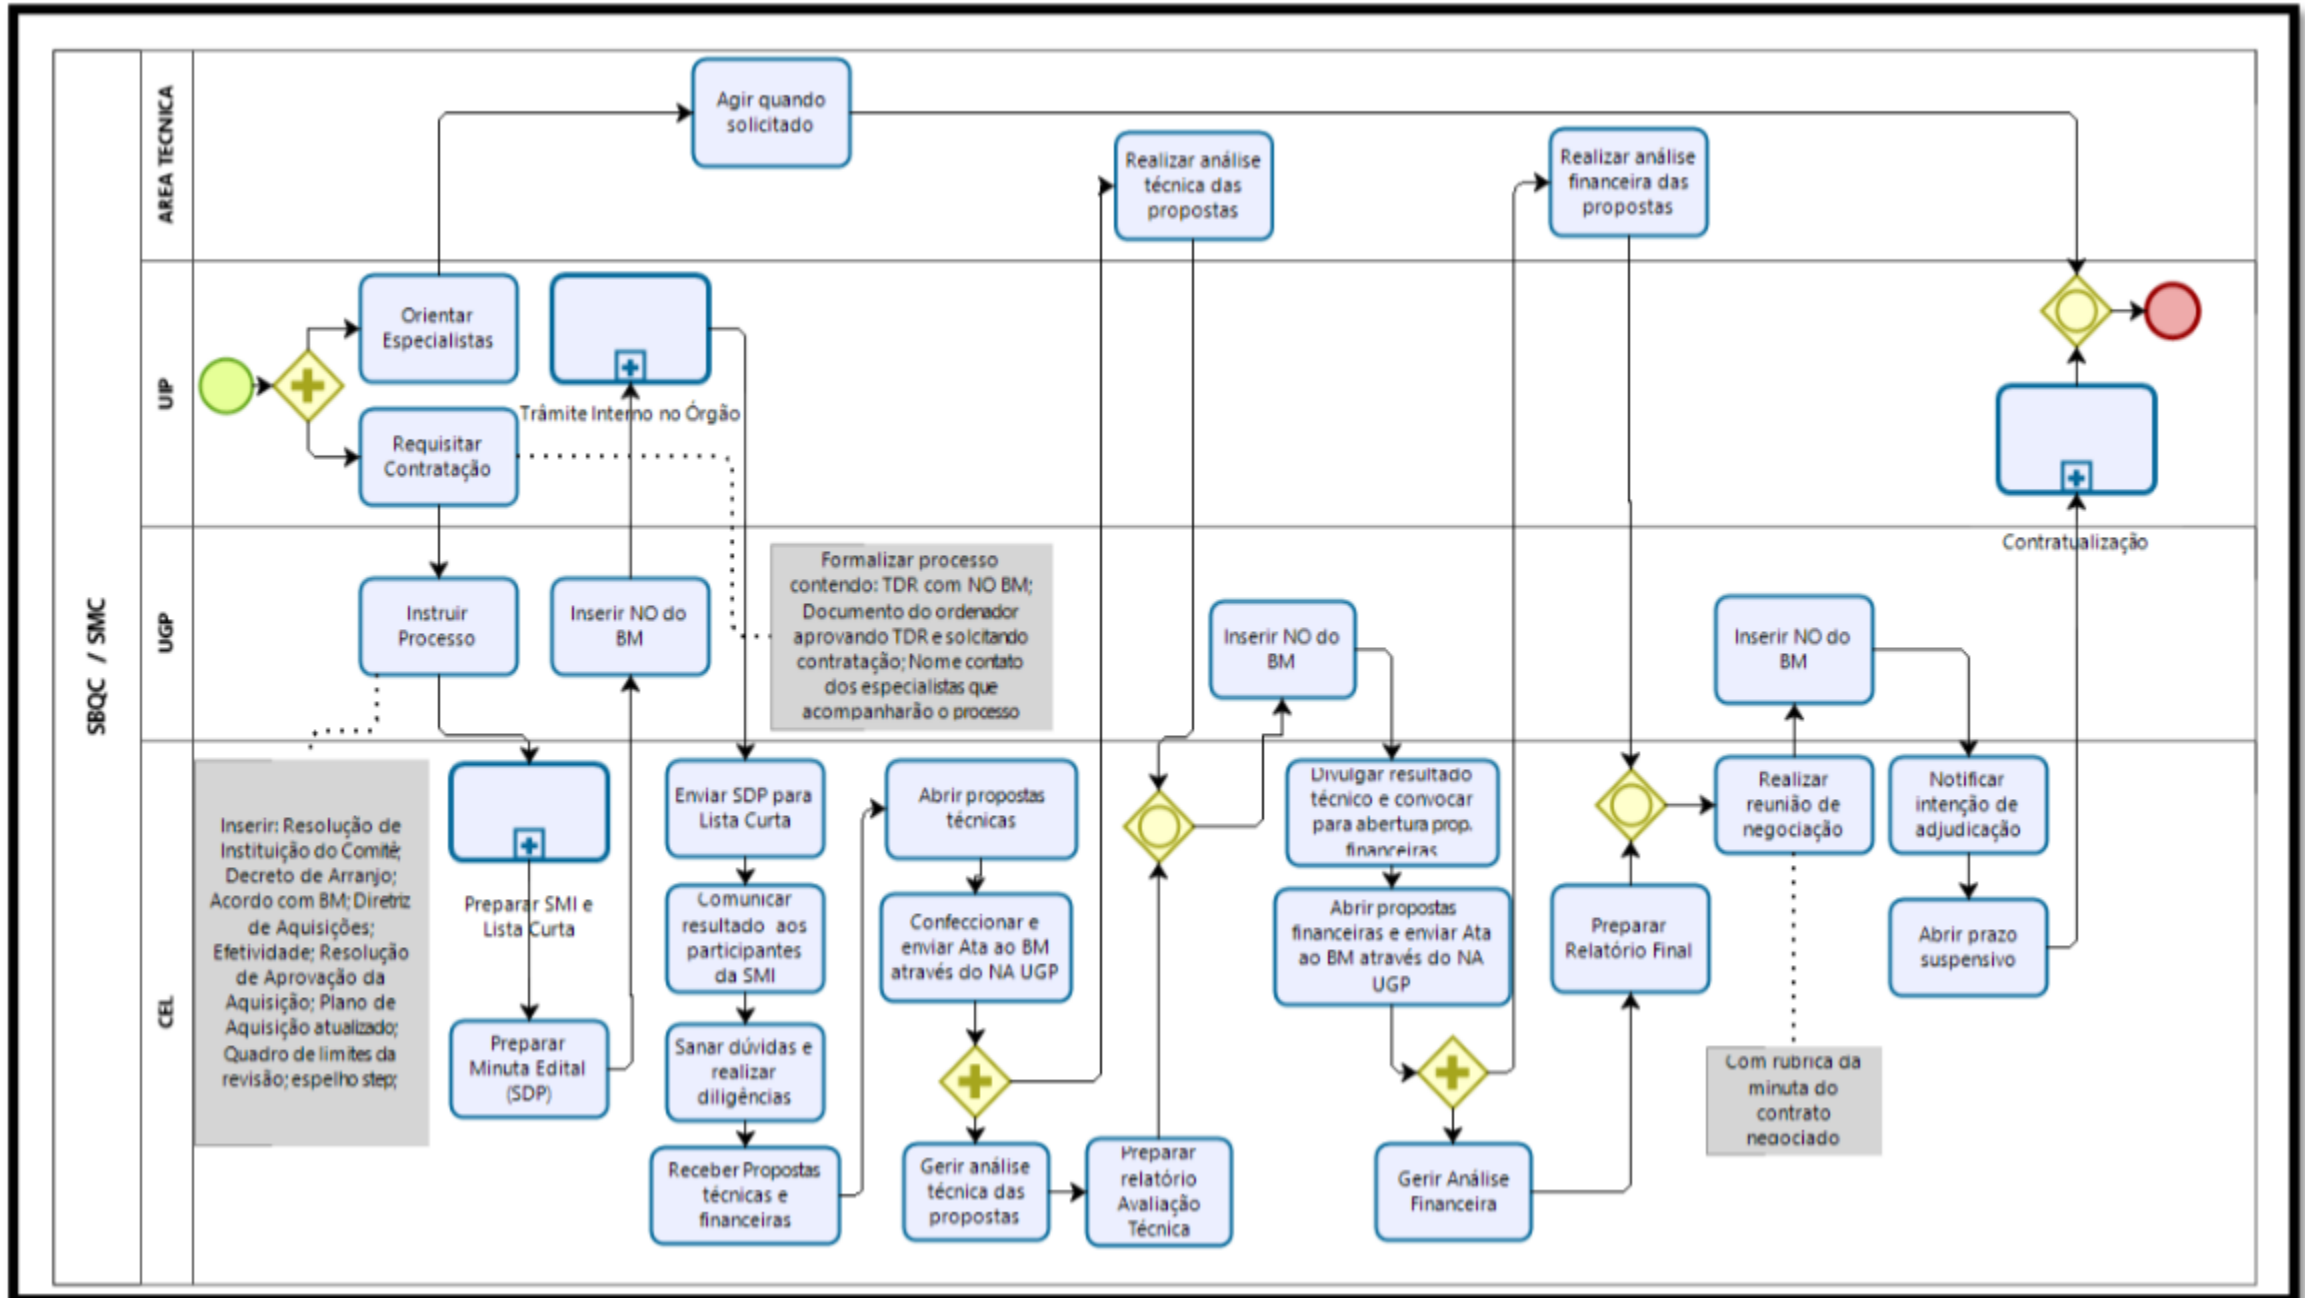 SBQC / SMC
AREA TECNICA
Agir quando
solicitado
Realizar análise
técnica das
propostas
Realizar análise
financeira das
propostas
UIP
Orientar
Especialistas
Trâmite Interno no Órgão
Requisitar
Contratação
Contratualização
UGP
Instruir
Processo
Inserir NO do
BM
Formalizar processo
contendo: TDR com NO BM;
Documento do ordenador
aprovando TDR e solcitando
contratação; Nome contato
dos especialistas que
acompanharão o processo
Inserir NO do
BM
Inserir NO do
BM
CEL
Inserir: Resolução de
Instituição do Comitê;
Decreto de Arranjo;
Acordo com BM; Diretriz
de Aquisições;
Efetividade; Resolução
de Aprovação da
Aquisição; Plano de
Aquisição atualizado;
Quadro de limites da
revisão; espelho step;
Preparar SMI e
Lista Curta
Preparar
Minuta Edital
(SDP)
Enviar SDP para
Lista Curta
Comunicar
resultado aos
participantes
da SMI
Sanar dúvidas e
realizar
diligências
Receber Propostas
técnicas e
financeiras
Abrir propostas
técnicas
Confeccionar e
enviar Ata ao BM
através do NA UGP
Gerir análise
técnica das
propostas
Preparar
relatório
Avaliação
Técnica
Divulgar resultado
técnico e convocar
para abertura prop.
financeiras
Abrir propostas
financeiras e enviar Ata
ao BM através do NA
UGP
Gerir Análise
Financeira
Preparar
Relatório Final
Realizar
reunião de
negociação
Com rubrica da
minuta do
contrato
negociado
Notificar
intenção de
adjudicação
Abrir prazo
suspensivo